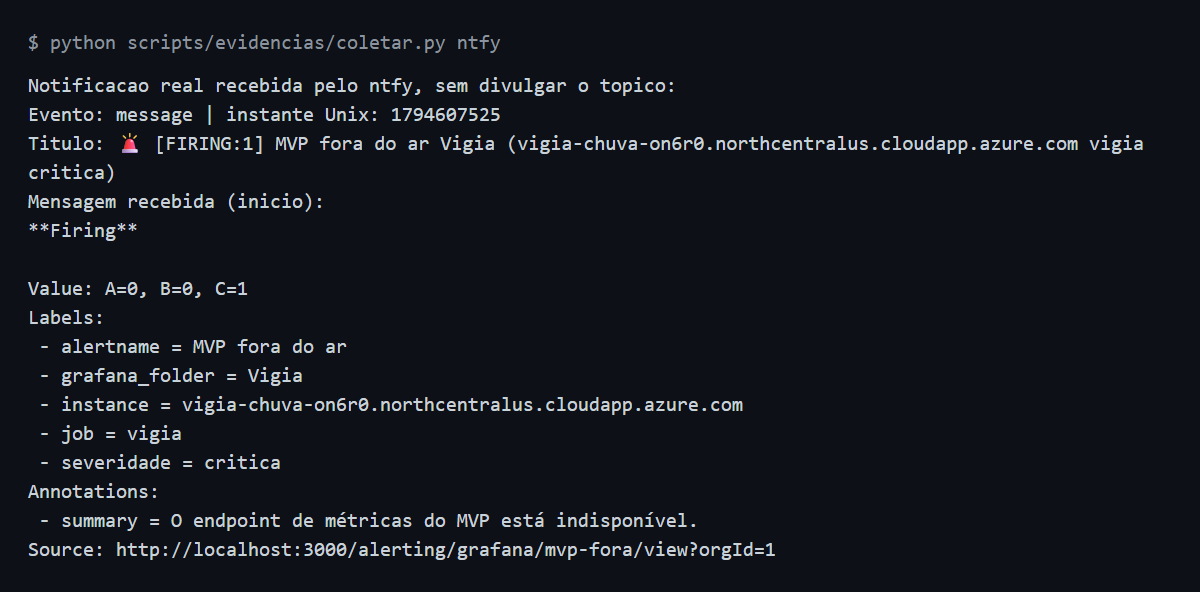 $ python scripts/evidencias/coletar.py ntfy
Notificacao real recebida pelo ntfy, sem divulgar o topico:
Evento: message | instante Unix: 1794607525
Titulo: 🚨 [FIRING:1] MVP fora do ar Vigia (vigia-chuva-on6r0.northcentralus.cloudapp.azure.com vigia
critica)
Mensagem recebida (inicio):
**Firing**
Value: A=0, B=0, C=1
Labels:
- alertname = MVP fora do ar
- grafana_folder = Vigia
- instance = vigia-chuva-on6r0.northcentralus.cloudapp.azure.com
- job = vigia
- severidade = critica
Annotations:
- summary = O endpoint de métricas do MVP está indisponível.
Source: http://localhost:3000/alerting/grafana/mvp-fora/view?orgId=1